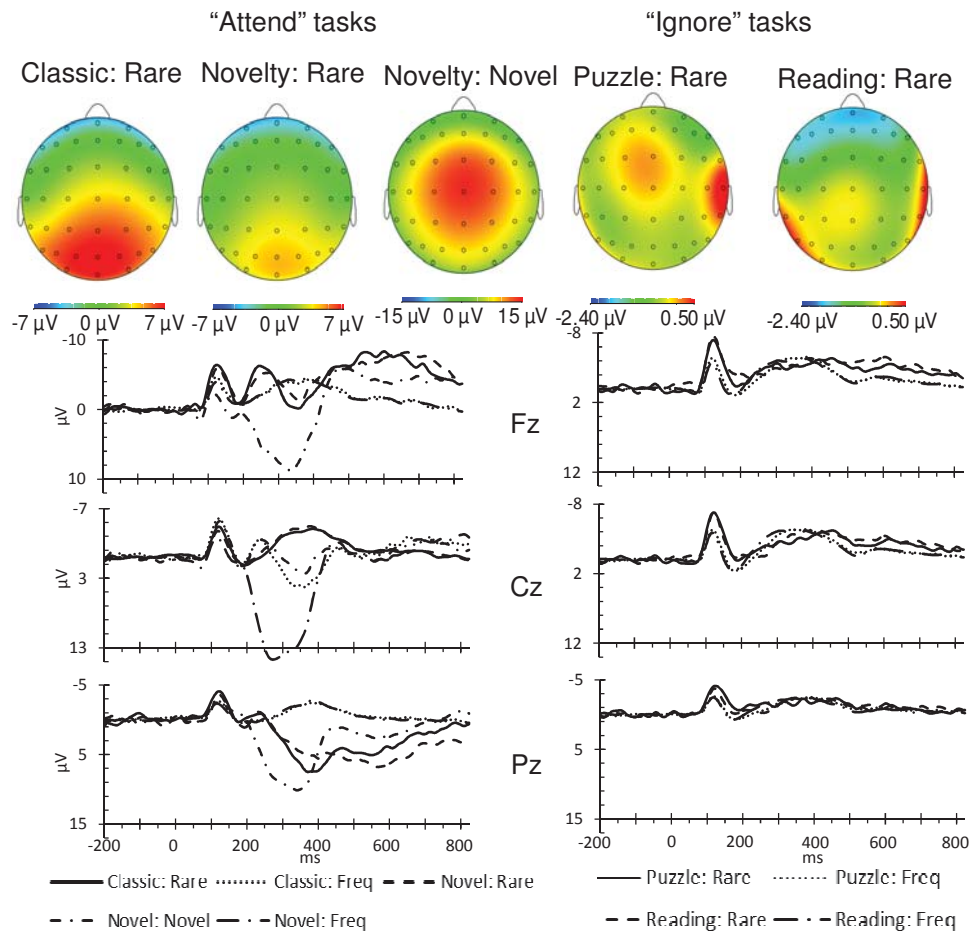 “Attend” tasks “Ignore” tasks
Classic: Rare Novelty: Rare Novelty: Novel Puzzle: Rare Reading: Rare
-7 µV 0 µV 7 µV -7 µV 0 µV 7 µV -15 µV 0 µV 15 µV -2.40 µV 0.50 µV -2.40 µV 0.50 µV
-10 -8
µV 0 Fz 2
10 12
-7 -8
µV 3 Cz 2
13 12
-5 -5
µV 5 Pz 5
15 15
-200 0 200 400 600 800 -200 0 200 400 600 800
ms ms
Classic: Rare Classic: Freq Novel: Rare Puzzle: Rare Puzzle: Freq
Novel: Novel Novel: Freq Reading: Rare Reading: Freq